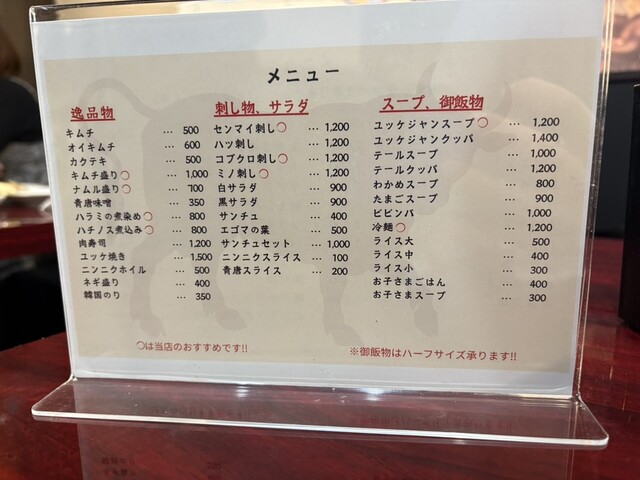 メニュー
逸品物
キムチ … 500
オイキムチ … 600
カクテキ … 500
キムチ盛り〇 … 1,000
ナムル盛り〇 … 700
青唐味噌 … 350
ハラミの煮染め〇 … 800
ハチノス煮込み〇 … 800
肉寿司 … 1,200
ユッケ焼き … 1,500
ニンニクホイル … 500
ネギ盛り … 400
韓国のり … 350
〇は当店のおすすめです!!
刺し物、サラダ
センマイ刺し〇 … 1,200
ハツ刺し … 1,200
コブクロ刺し〇 … 1,200
ミノ刺し〇 … 1,200
白サラダ … 900
黒サラダ … 900
サンチュ … 400
エゴマの葉 … 500
サンチュセット … 1,000
ニンニクスライス … 100
青唐スライス … 200
スープ、御飯物
ユッケジャンスープ〇 … 1,200
ユッケジャンクッパ … 1,400
テールスープ … 1,000
テールクッパ … 1,200
わかめスープ … 800
たまごスープ … 900
ビビンバ … 1,000
冷麺〇 … 1,200
ライス大 … 500
ライス中 … 400
ライス小 … 300
お子さまごはん … 400
お子さまスープ … 300
※御飯物はハーフサイズ承ります!!